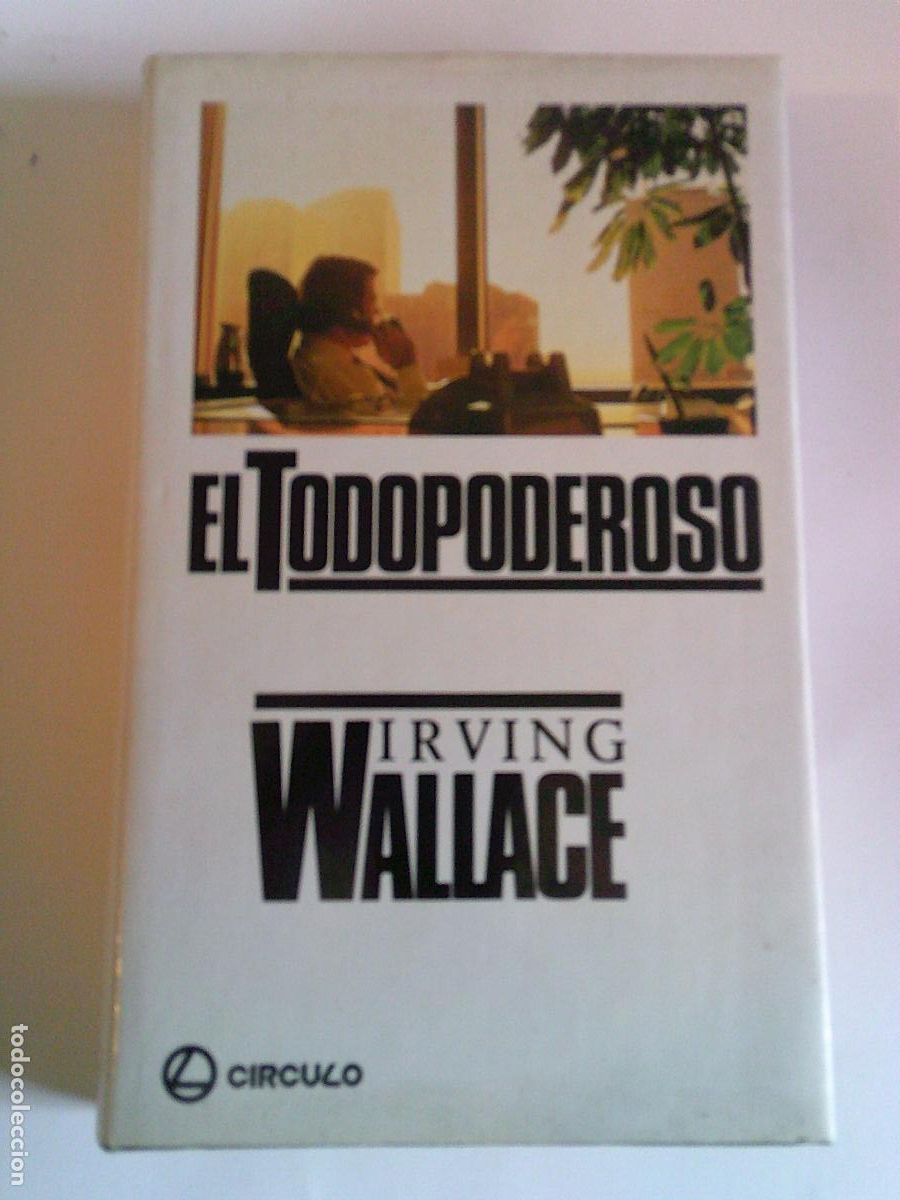 EL TODOPODEROSO
IRVING
WALLACE
CIRCULO
todocoleccion